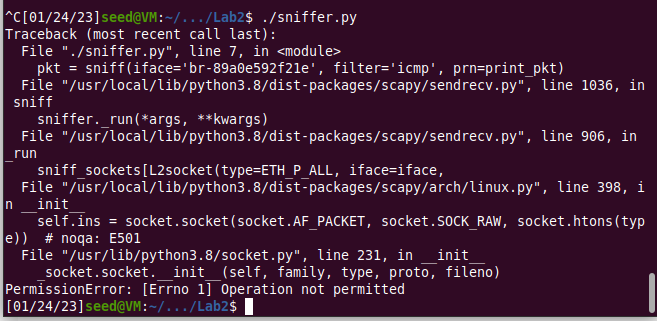 ^C[01/24/23]seed@VM:~/.../Lab2$ ./sniffer.py
Traceback (most recent call last):
  File "./sniffer.py", line 7, in <module>
    pkt = sniff(iface='br-89a0e592f21e', filter='icmp', prn=print_pkt)
  File "/usr/local/lib/python3.8/dist-packages/scapy/sendrecv.py", line 1036, in
 sniff
    sniffer._run(*args, **kwargs)
  File "/usr/local/lib/python3.8/dist-packages/scapy/sendrecv.py", line 906, in
_run
    sniff_sockets[L2socket(type=ETH_P_ALL, iface=iface,
  File "/usr/local/lib/python3.8/dist-packages/scapy/arch/linux.py", line 398, i
n __init__
    self.ins = socket.socket(socket.AF_PACKET, socket.SOCK_RAW, socket.htons(typ
e))  # noqa: E501
  File "/usr/lib/python3.8/socket.py", line 231, in __init__
    _socket.socket.__init__(self, family, type, proto, fileno)
PermissionError: [Errno 1] Operation not permitted
[01/24/23]seed@VM:~/.../Lab2$